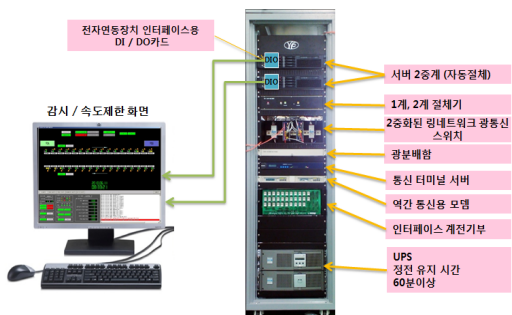 전자연동장치 인터페이스용
DI / DO카드
YE
DIO
DIO
감시 / 속도제한 화면
서버 2중계 (자동절체)
1계, 2계 절체기
2중화된 링네트워크 광통신
스위치
광분배함
통신 터미널 서버
역간 통신용 모뎀
인터페이스 계전기부
UPS
정전 유지 시간
60분이상